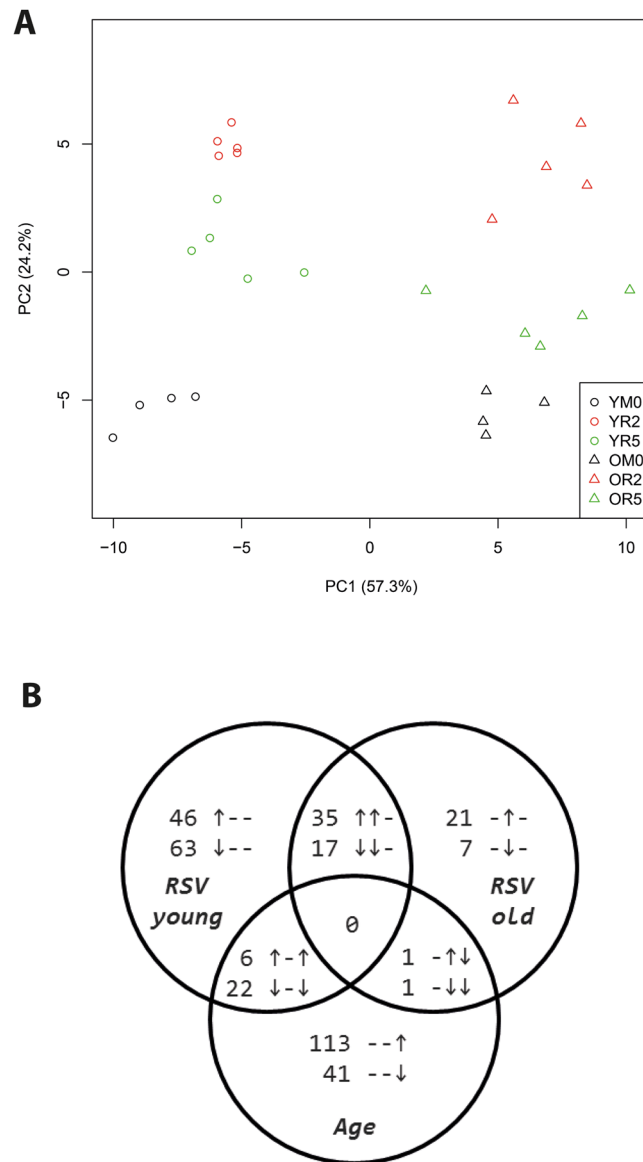 A
PC2 (24.2%)
5
0
−5
−10
−5
0
5
10
PC1 (57.3%)
YM0
YR2
YR5
OM0
OR2
OR5
B
46 ↑--
63 ↓--
RSV
young
35 ↑↑-
17 ↓↓-
21 -↑-
7 -↓-
RSV
old
0
6 ↑-↑
22 ↓-↓
1 -↑↓
1 -↓↓
113 --↑
41 --↓
Age